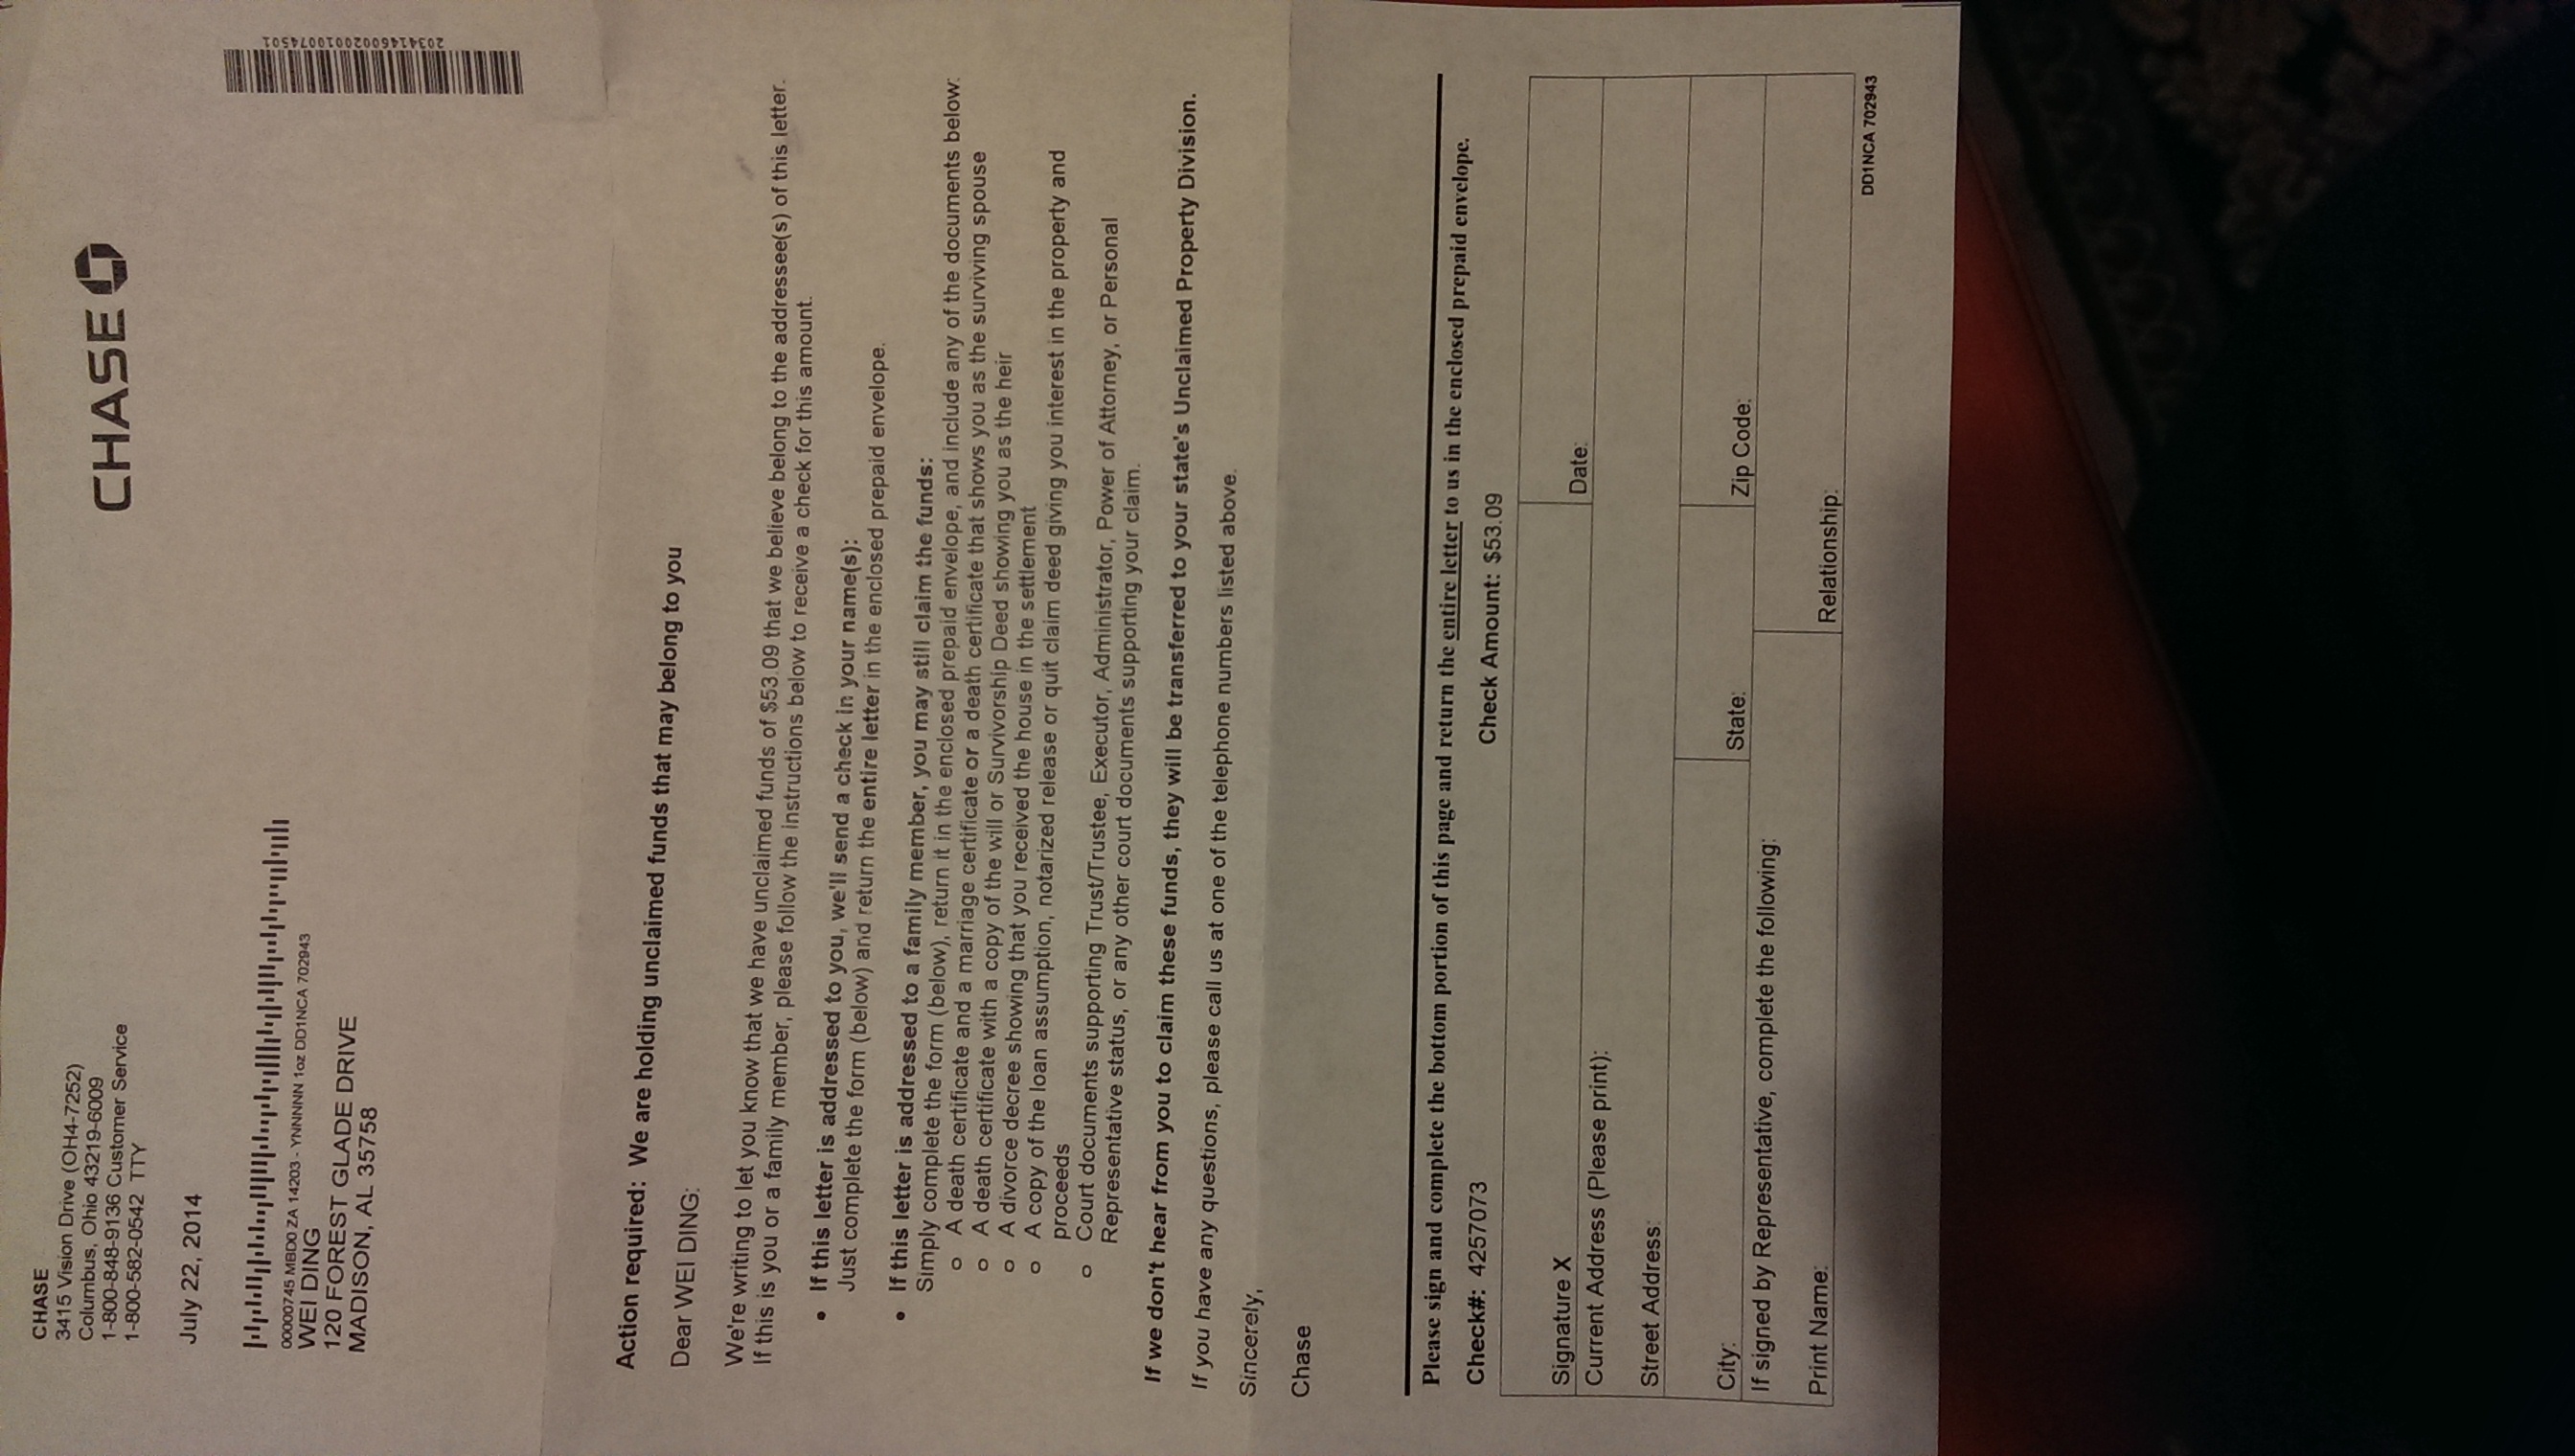 CHASE
3415 Vision Drive (OH4-7252)
Columbus, Ohio 43219-6009
1-800-848-9136 Customer Service
1-800-582-0542 TTY
CHASE
July 22, 2014
20341460020010074501
00000745 MBD0 ZA 14203 - YNNNNN 1oz DD1NCA 702943
WEI DING
120 FOREST GLADE DRIVE
MADISON, AL 35758
Action required: We are holding unclaimed funds that may belong to you
Dear WEI DING:
We're writing to let you know that we have unclaimed funds of $53.09 that we believe belong to the addressee(s) of this letter.
If this is you or a family member, please follow the instructions below to receive a check for this amount.
• If this letter is addressed to you, we'll send a check in your name(s):
Just complete the form (below) and return the entire letter in the enclosed prepaid envelope.
• If this letter is addressed to a family member, you may still claim the funds:
Simply complete the form (below), return it in the enclosed prepaid envelope, and include any of the documents below:
o A death certificate and a marriage certificate or a death certificate that shows you as the surviving spouse
o A death certificate with a copy of the will or Survivorship Deed showing you as the heir
o A divorce decree showing that you received the house in the settlement
o A copy of the loan assumption, notarized release or quit claim deed giving you interest in the property and
proceeds
o Court documents supporting Trust/Trustee, Executor, Administrator, Power of Attorney, or Personal
Representative status, or any other court documents supporting your claim.
If we don't hear from you to claim these funds, they will be transferred to your state's Unclaimed Property Division.
If you have any questions, please call us at one of the telephone numbers listed above.
Sincerely,
Chase
Please sign and complete the bottom portion of this page and return the entire letter to us in the enclosed prepaid envelope.
Check#: 4257073 Check Amount: $53.09
Signature X Date:
Current Address (Please print):
Street Address:
City: State: Zip Code:
If signed by Representative, complete the following:
Print Name: Relationship:
DD1NCA 702943